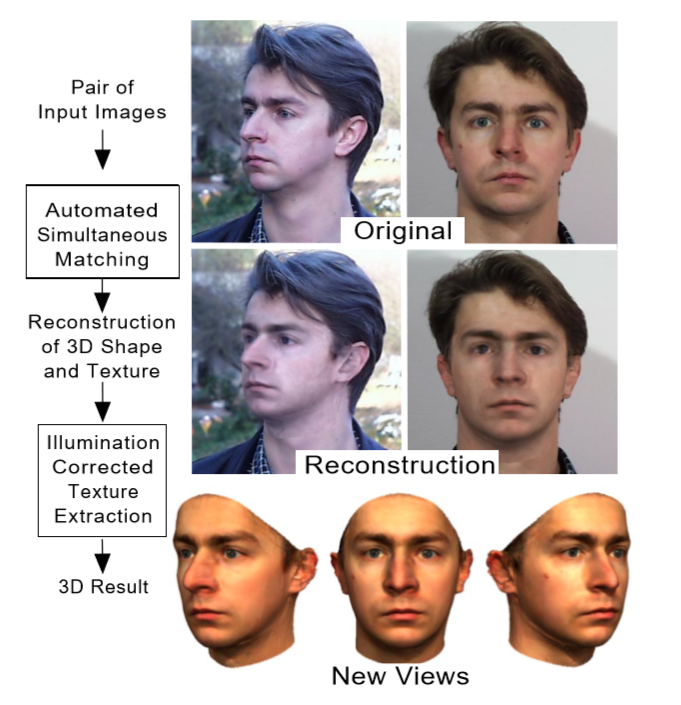 Pair of
Input Images
Automated
Simultaneous
Matching
Reconstruction
of 3D Shape
and Texture
Illumination
Corrected
Texture
Extraction
3D Result
Original
Reconstruction
New Views